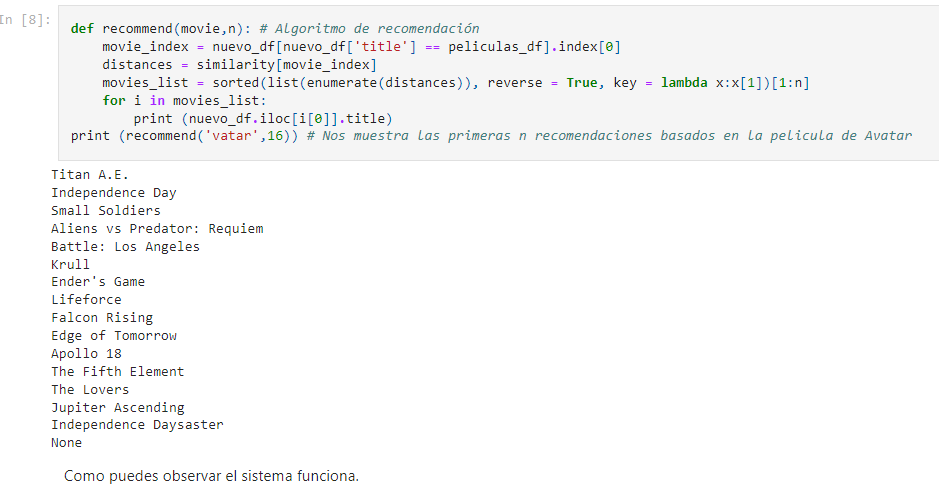 In [8]:
def recommend(movie,n): # Algoritmo de recomendación
    movie_index = nuevo_df[nuevo_df['title'] == peliculas_df].index[0]
    distances = similarity[movie_index]
    movies_list = sorted(list(enumerate(distances)), reverse = True, key = lambda x:x[1])[1:n]
    for i in movies_list:
        print (nuevo_df.iloc[i[0]].title)
print (recommend('vatar',16)) # Nos muestra las primeras n recomendaciones basados en la pelicula de Avatar
Titan A.E.
Independence Day
Small Soldiers
Aliens vs Predator: Requiem
Battle: Los Angeles
Krull
Ender's Game
Lifeforce
Falcon Rising
Edge of Tomorrow
Apollo 18
The Fifth Element
The Lovers
Jupiter Ascending
Independence Daysaster
None
Como puedes observar el sistema funciona.